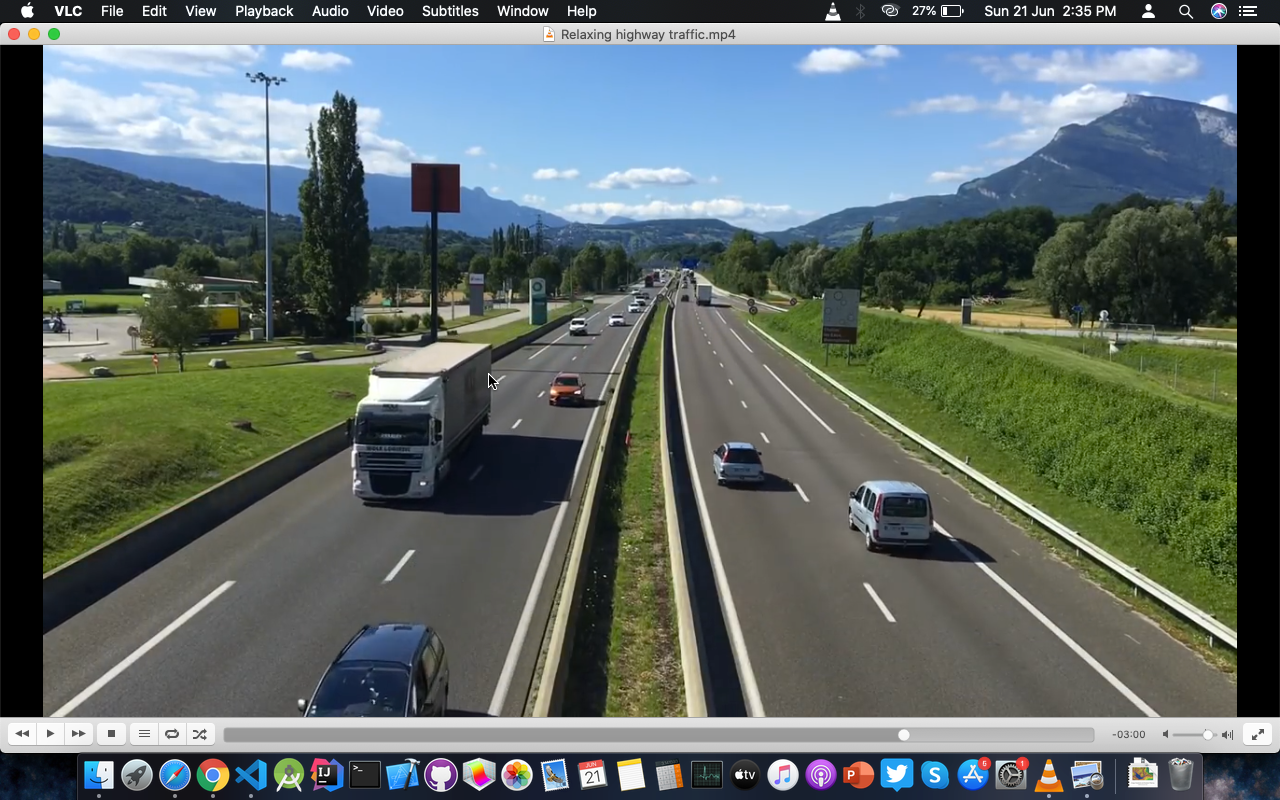 VLC File Edit View Playback Audio Video Subtitles Window Help 27% Sun 21 Jun 2:35 PM
Relaxing highway traffic.mp4
-03:00
JUN
21
6
1
tv